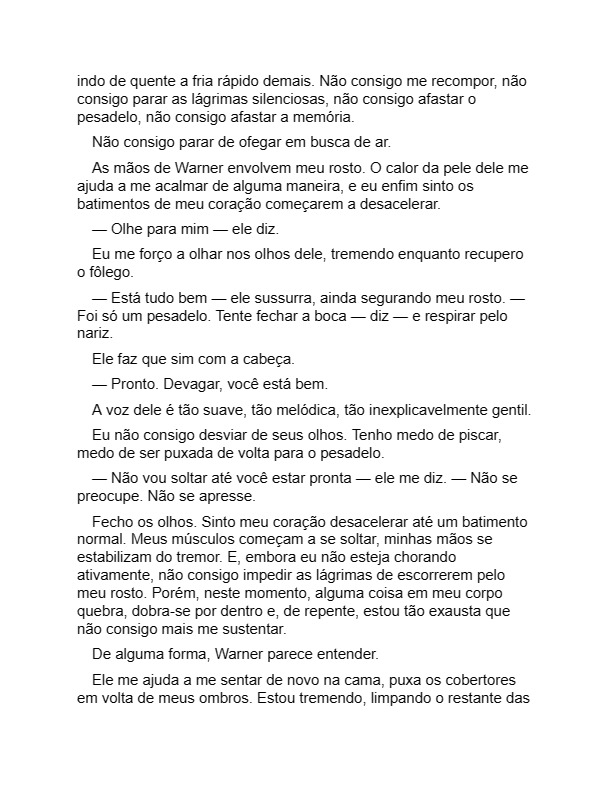 indo de quente a fria rápido demais. Não consigo me recompor, não
consigo parar as lágrimas silenciosas, não consigo afastar o
pesadelo, não consigo afastar a memória.
Não consigo parar de ofegar em busca de ar.
As mãos de Warner envolvem meu rosto. O calor da pele dele me
ajuda a me acalmar de alguma maneira, e eu enfim sinto os
batimentos de meu coração começarem a desacelerar.
— Olhe para mim — ele diz.
Eu me forço a olhar nos olhos dele, tremendo enquanto recupero
o fôlego.
— Está tudo bem — ele sussurra, ainda segurando meu rosto. —
Foi só um pesadelo. Tente fechar a boca — diz — e respirar pelo
nariz.
Ele faz que sim com a cabeça.
— Pronto. Devagar, você está bem.
A voz dele é tão suave, tão melódica, tão inexplicavelmente gentil.
Eu não consigo desviar de seus olhos. Tenho medo de piscar,
medo de ser puxada de volta para o pesadelo.
— Não vou soltar até você estar pronta — ele me diz. — Não se
preocupe. Não se apresse.
Fecho os olhos. Sinto meu coração desacelerar até um batimento
normal. Meus músculos começam a se soltar, minhas mãos se
estabilizam do tremor. E, embora eu não esteja chorando
ativamente, não consigo impedir as lágrimas de escorrerem pelo
meu rosto. Porém, neste momento, alguma coisa em meu corpo
quebra, dobra-se por dentro e, de repente, estou tão exausta que
não consigo mais me sustentar.
De alguma forma, Warner parece entender.
Ele me ajuda a me sentar de novo na cama, puxa os cobertores
em volta de meus ombros. Estou tremendo, limpando o restante das